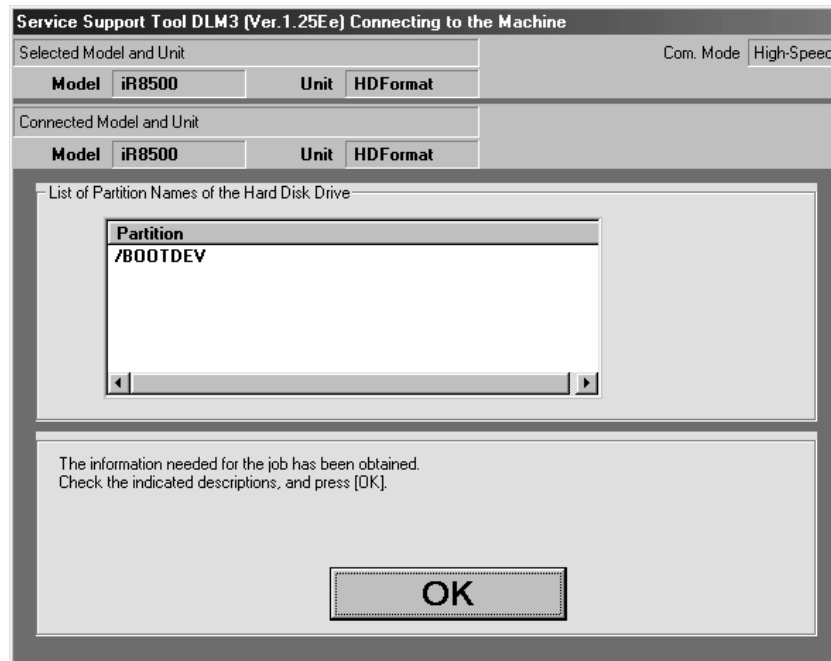 Service Support Tool DLM3 (Ver.1.25Ee) Connecting to the Machine
Selected Model and Unit
Com. Mode High-Speed
Model iR8500 Unit HDFormat
Connected Model and Unit
Model iR8500 Unit HDFormat
List of Partition Names of the Hard Disk Drive
Partition
/BOOTDEV
The information needed for the job has been obtained.
Check the indicated descriptions, and press [OK].
OK